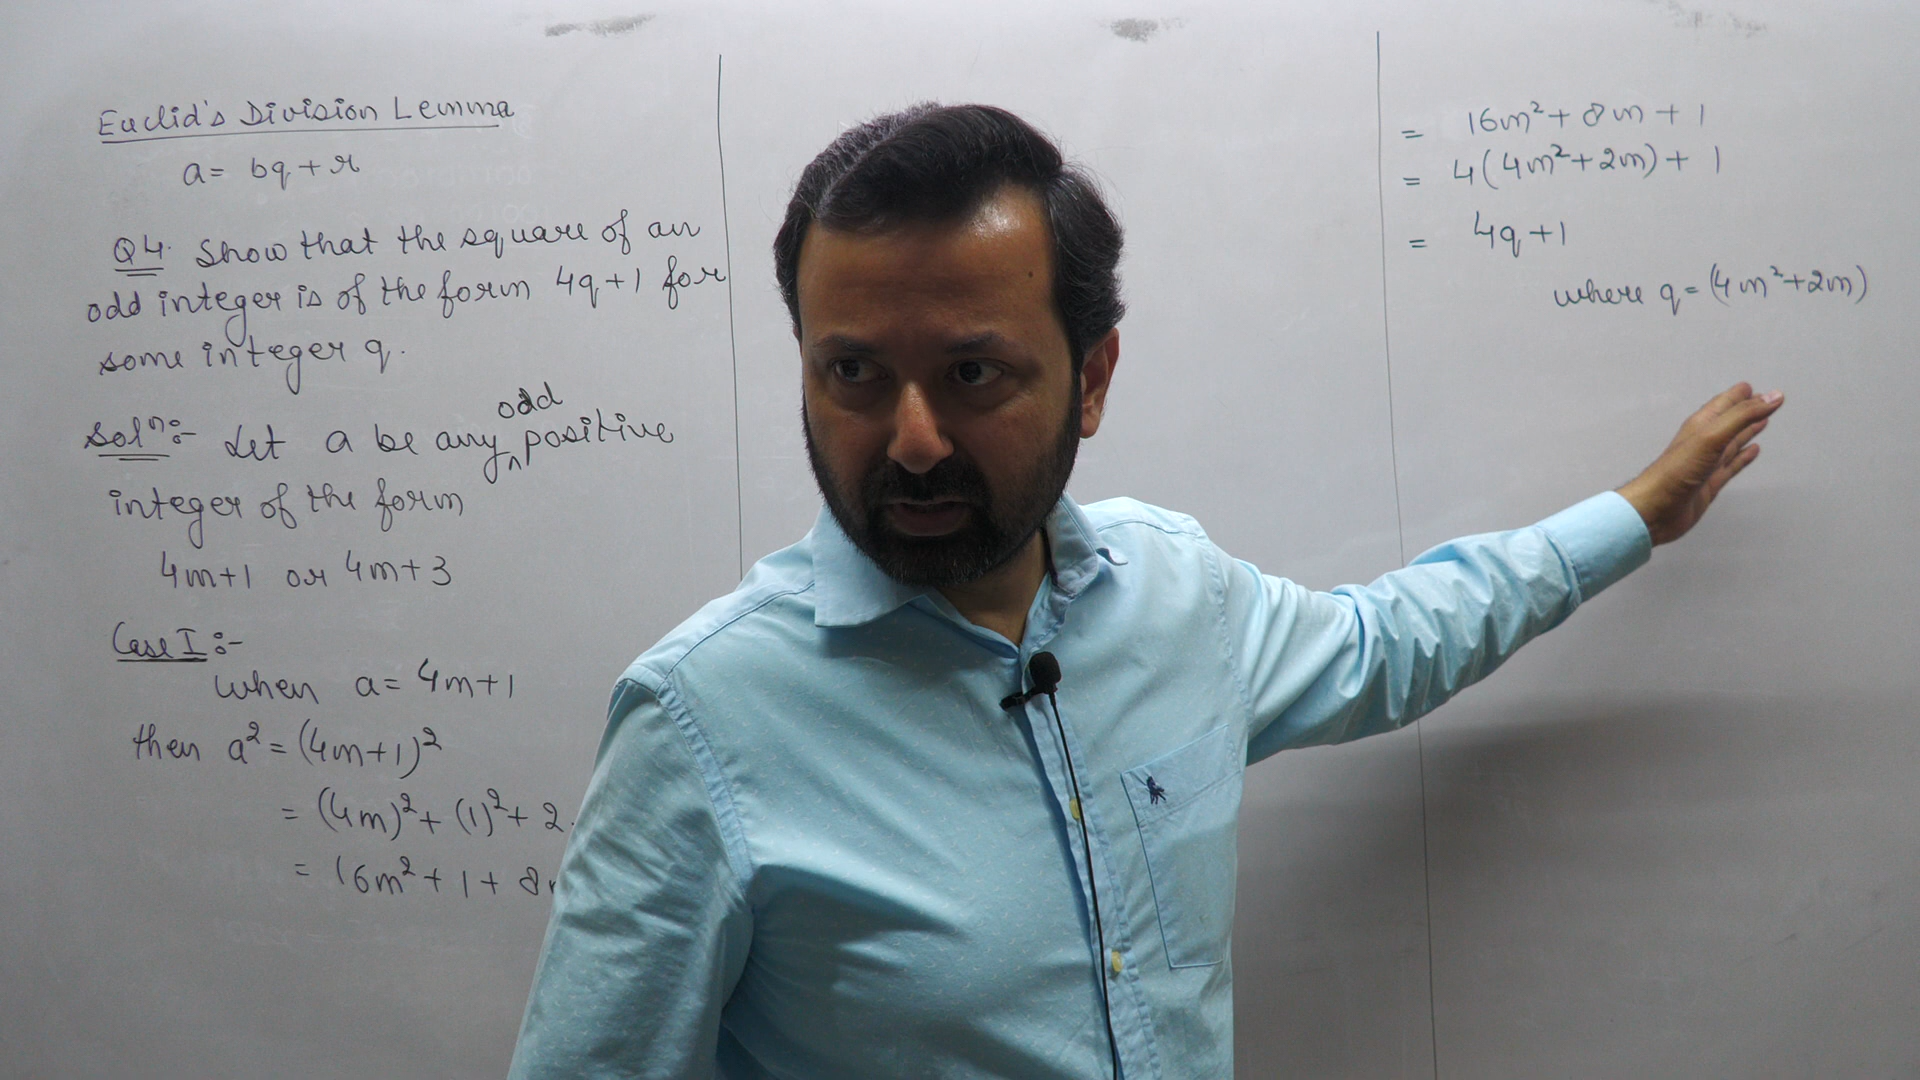 Euclid's Division Lemma
a = bq + r
Q4. Show that the square of an
odd integer is of the form 4q+1 for
some integer q.
Solⁿ:- Let a be any odd positive
integer of the form
4m+1 or 4m+3
Case I:-
when a = 4m+1
then a² = (4m+1)²
= (4m)² + (1)² + 2.
= 16m² + 1 + 8
= 16m² + 8m + 1
= 4(4m² + 2m) + 1
= 4q+1
where q = (4m²+2m)